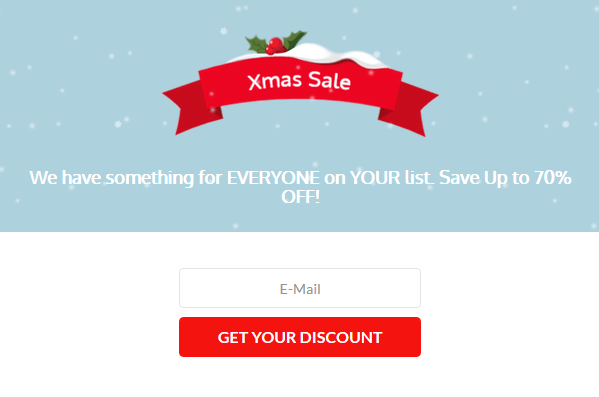 Xmas Sale
We have something for EVERYONE on YOUR list. Save Up to 70%
OFF!
E-Mail
GET YOUR DISCOUNT